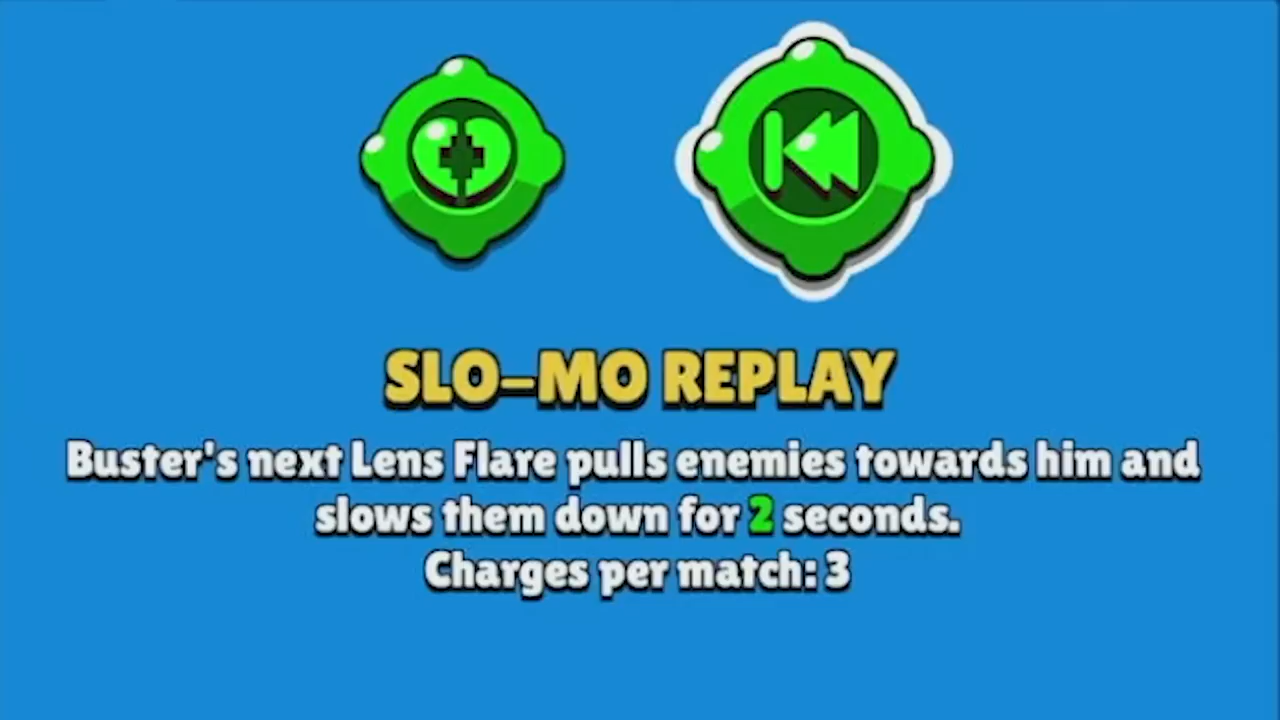 SLO-MO REPLAY
Buster's next Lens Flare pulls enemies towards him and
slows them down for 2 seconds.
Charges per match: 3